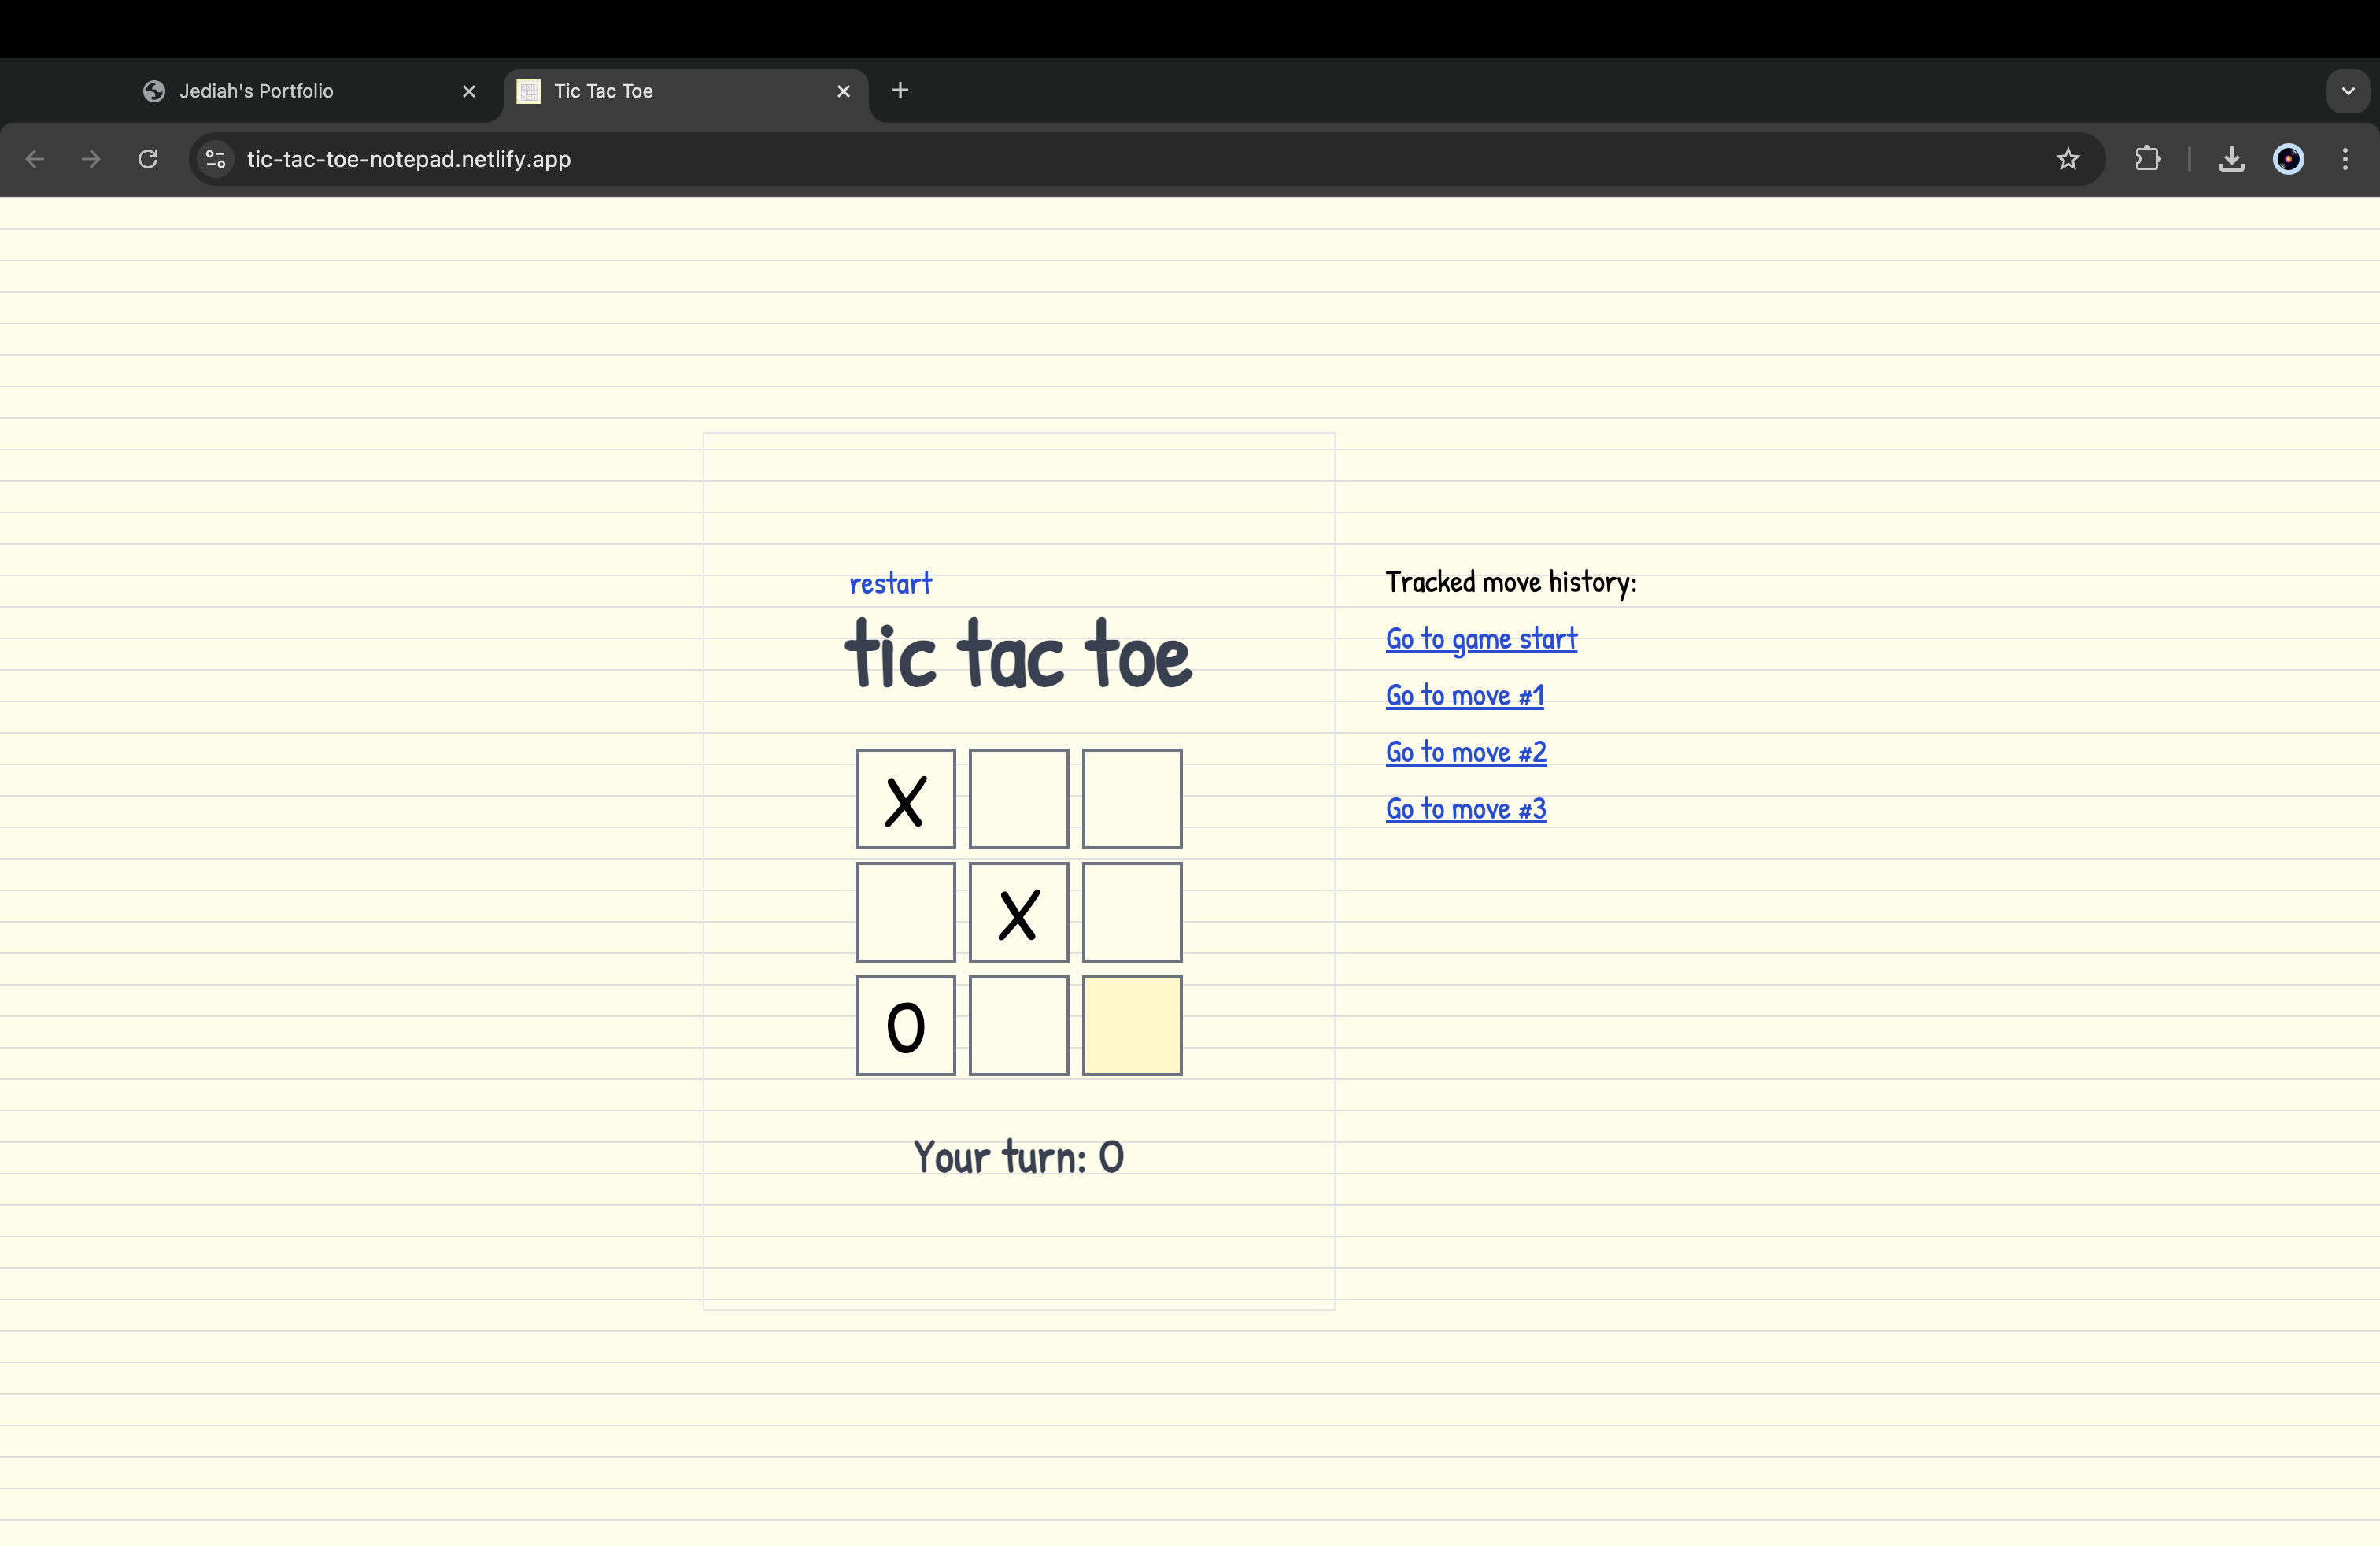 Jediah's Portfolio
Tic Tac Toe
tic-tac-toe-notepad.netlify.app
restart
tic tac toe
X
X
O
Your turn: O
Tracked move history:
Go to game start
Go to move #1
Go to move #2
Go to move #3